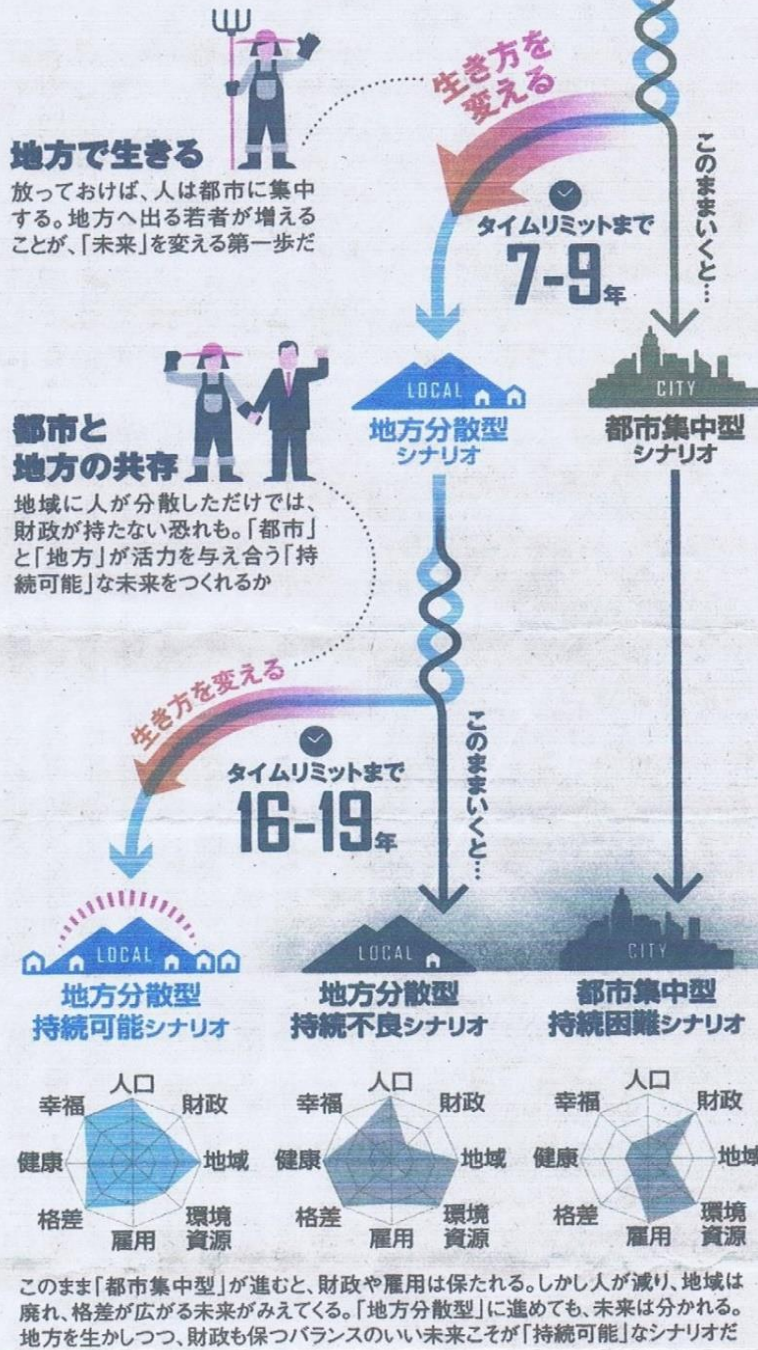 生き方を
変える
このままいくと…
地方で生きる
放っておけば、人は都市に集中
する。地方へ出る若者が増える
ことが、「未来」を変える第一歩だ
タイムリミットまで
7-9年
LOCAL
地方分散型
シナリオ
CITY
都市集中型
シナリオ
都市と
地方の共存
地域に人が分散しただけでは、
財政が持たない恐れも。「都市」
と「地方」が活力を与え合う「持
続可能」な未来をつくれるか
生き方を変える
このままいくと…
タイムリミットまで
16-19年
LOCAL
地方分散型
持続可能シナリオ
LOCAL
地方分散型
持続不良シナリオ
CITY
都市集中型
持続困難シナリオ
人口
財政
地域
環境
資源
雇用
格差
健康
幸福
人口
財政
地域
環境
資源
雇用
格差
健康
幸福
人口
財政
地域
環境
資源
雇用
格差
健康
幸福
このまま「都市集中型」が進むと、財政や雇用は保たれる。しかし人が減り、地域は
廃れ、格差が広がる未来がみえてくる。「地方分散型」に進めても、未来は分かれる。
地方を生かしつつ、財政も保つバランスのいい未来こそが「持続可能」なシナリオだ